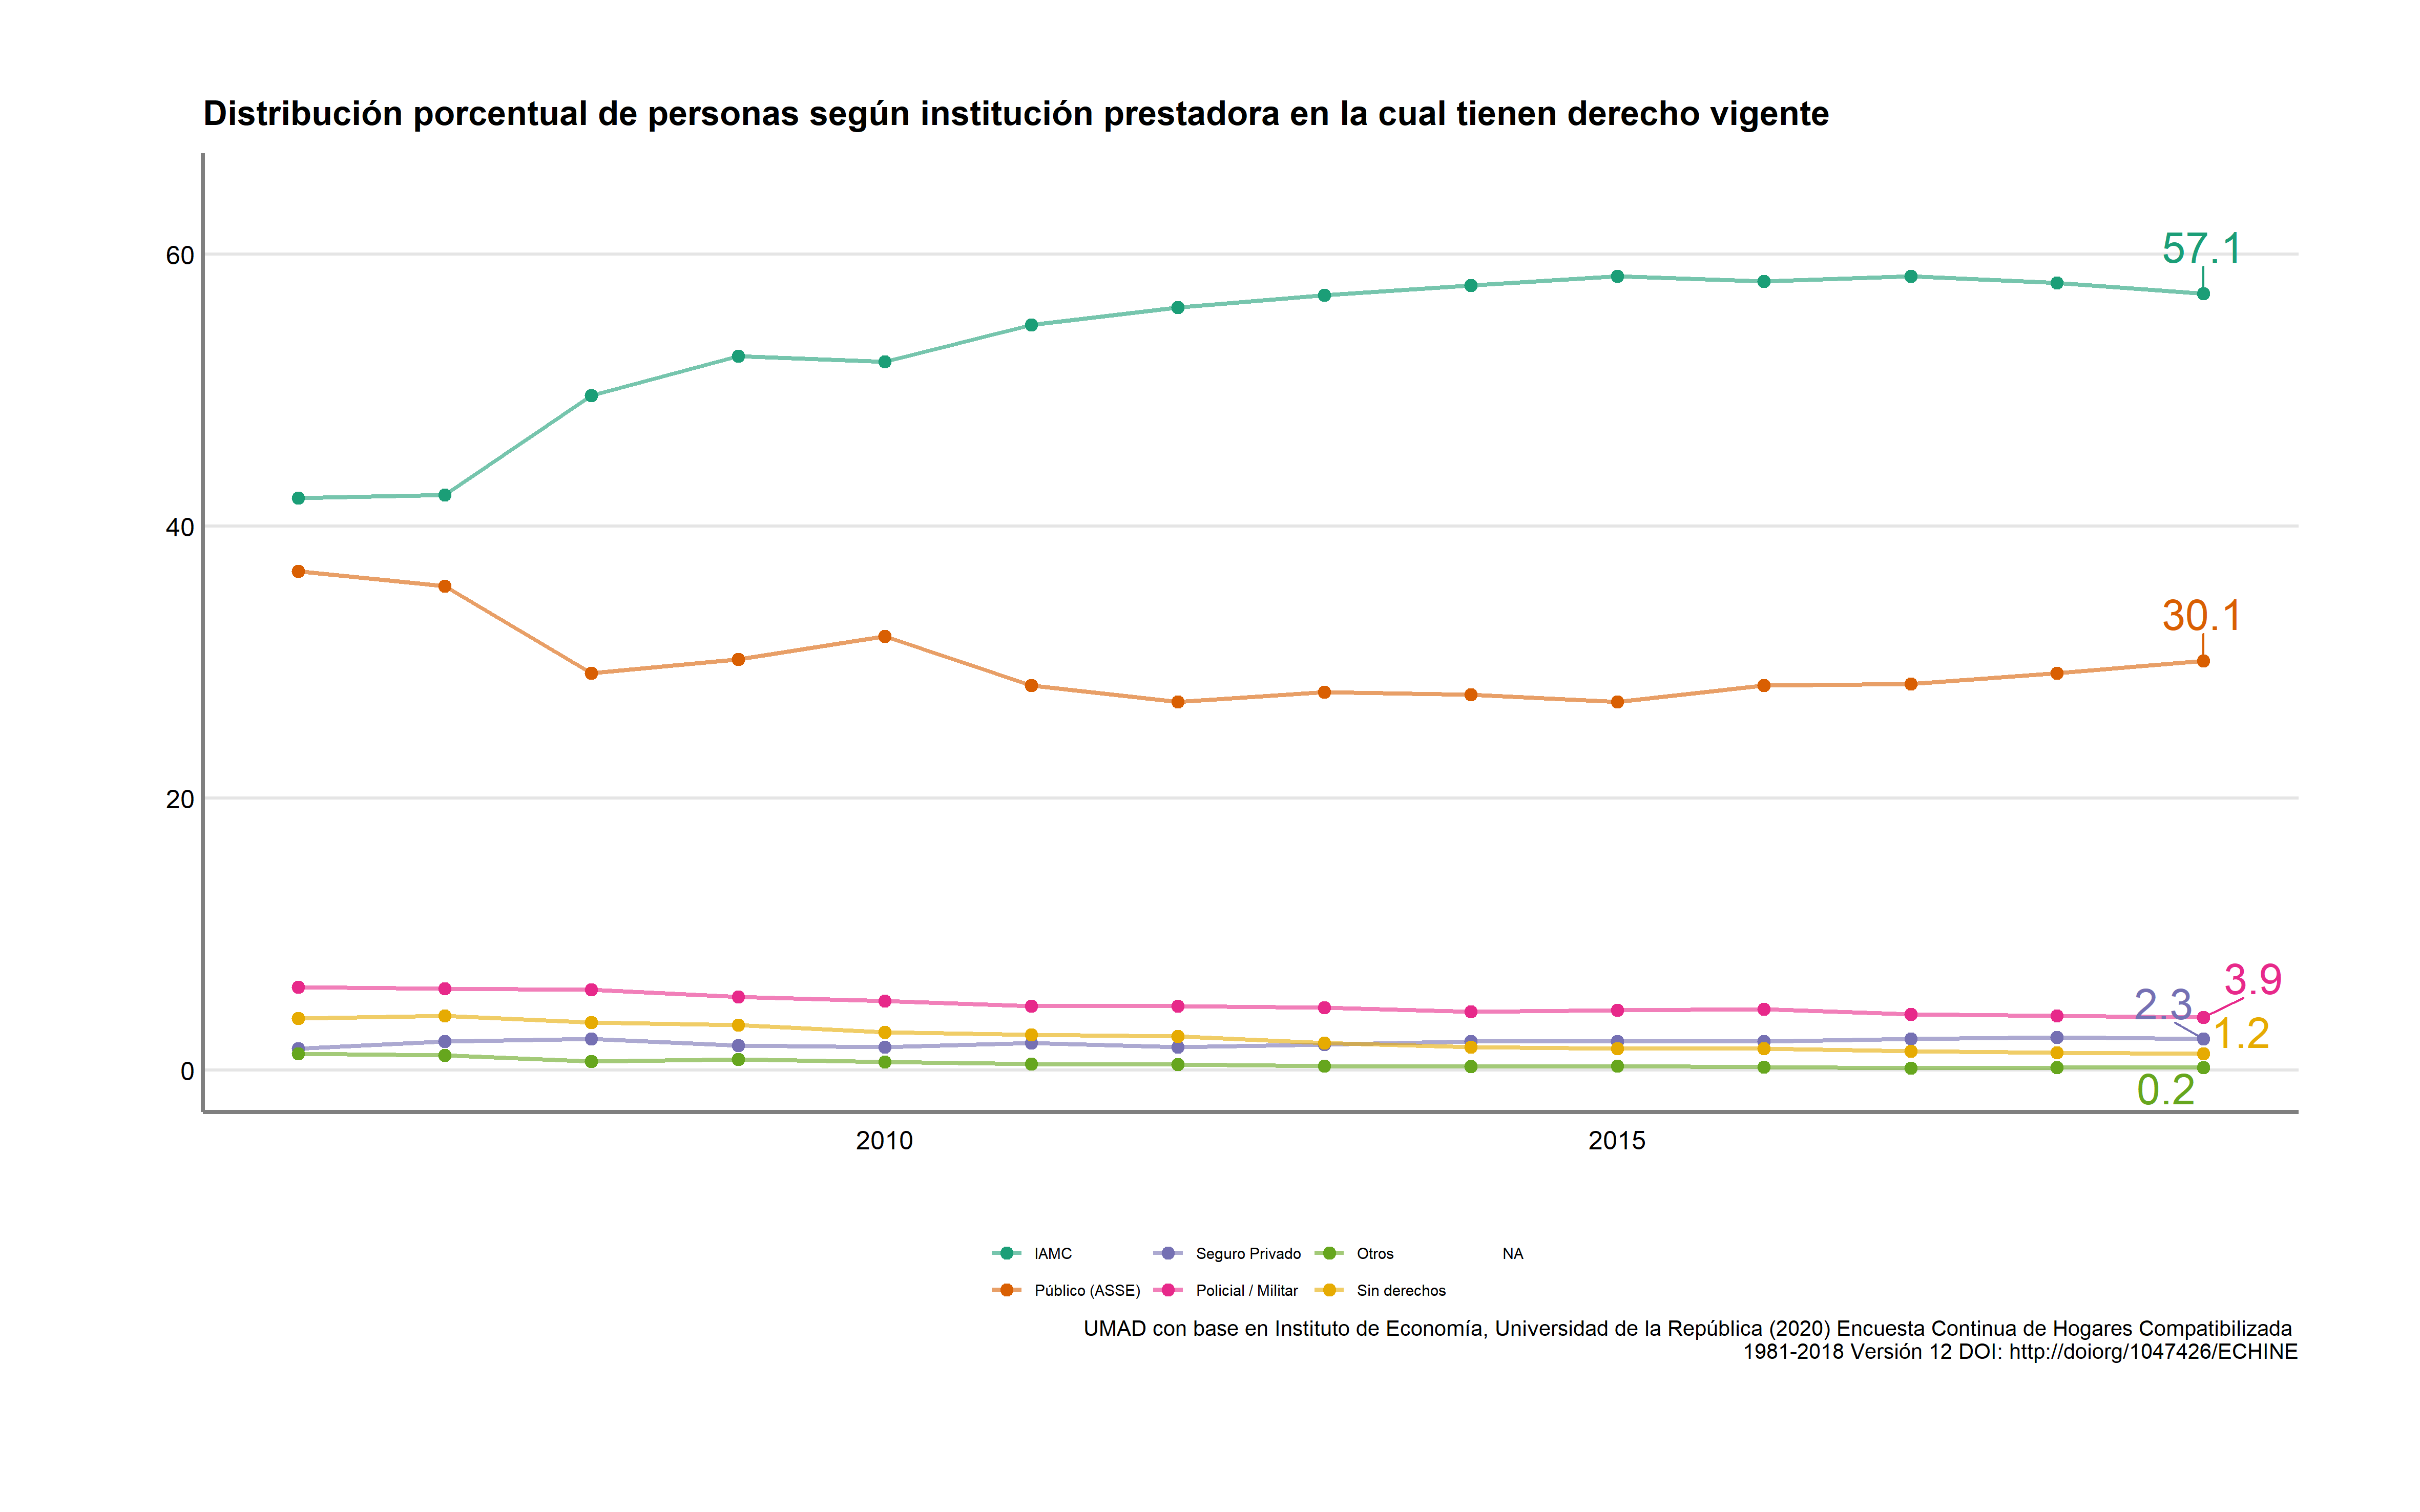 Distribución porcentual de personas según institución prestadora en la cual tienen derecho vigente
60
40
20
0
57.1
30.1
3.9
2.3
1.2
0.2
2010
2015
IAMC
Seguro Privado
Otros
NA
Público (ASSE)
Policial / Militar
Sin derechos
UMAD con base en Instituto de Economía, Universidad de la República (2020) Encuesta Continua de Hogares Compatibilizada
1981-2018 Versión 12 DOI: http://doiorg/1047426/ECHINE